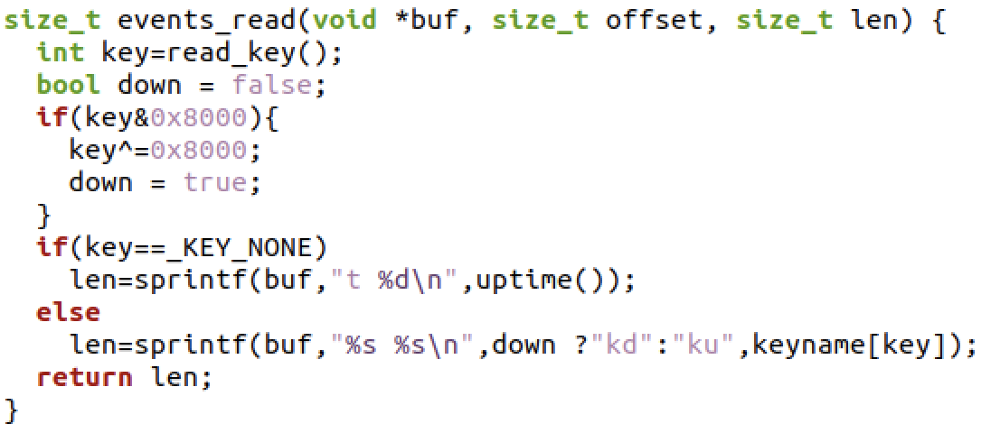 size_t events_read(void *buf, size_t offset, size_t len) {
  int key=read_key();
  bool down = false;
  if(key&0x8000){
    key^=0x8000;
    down = true;
  }
  if(key==_KEY_NONE)
    len=sprintf(buf,"t %d\n",uptime());
  else
    len=sprintf(buf,"%s %s\n",down ?"kd":"ku",keyname[key]);
  return len;
}